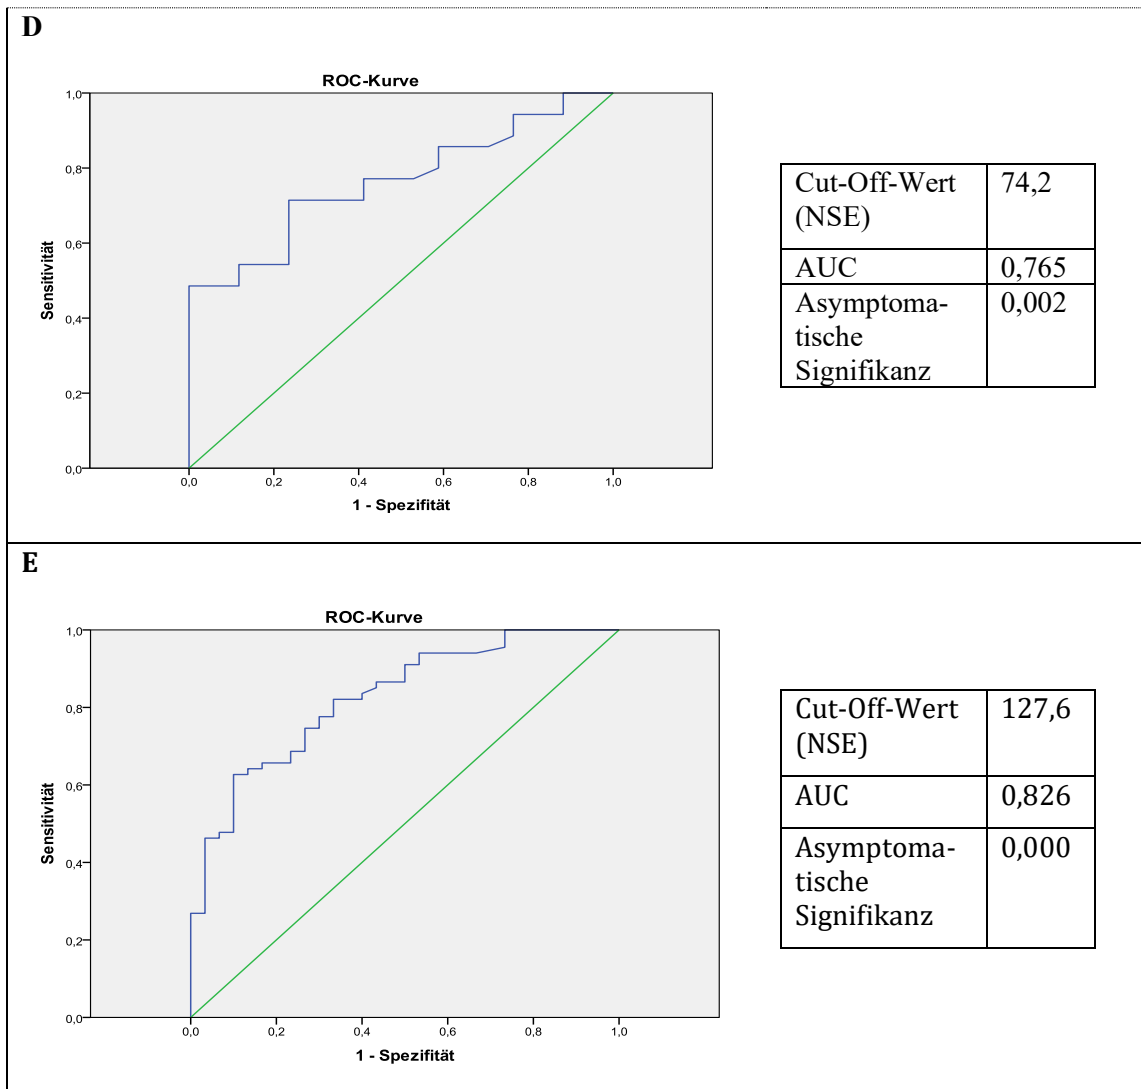 D
ROC-Kurve
1,0
0,8
0,6
0,4
0,2
0,0
Sensitivität
0,0 0,2 0,4 0,6 0,8 1,0
1 - Spezifität
Cut-Off-Wert 74,2
(NSE)
AUC 0,765
Asymptoma- 0,002
tische
Signifikanz
E
ROC-Kurve
1,0
0,8
0,6
0,4
0,2
0,0
Sensitivität
0,0 0,2 0,4 0,6 0,8 1,0
1 - Spezifität
Cut-Off-Wert 127,6
(NSE)
AUC 0,826
Asymptoma- 0,000
tische
Signifikanz